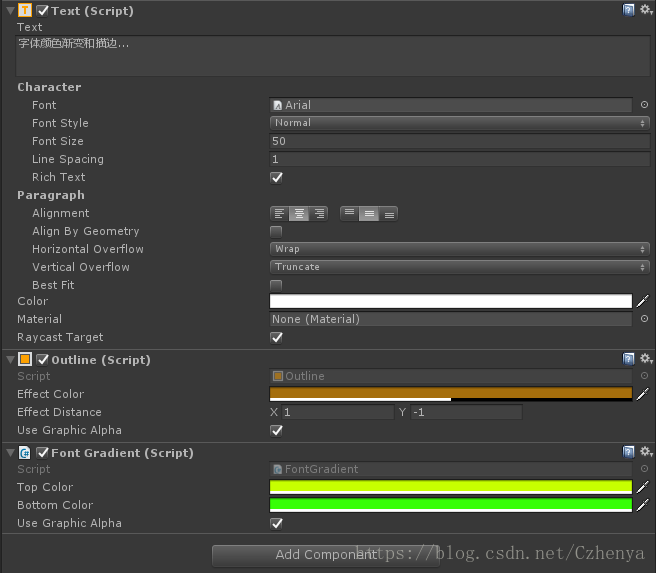 Text (Script)
Text
字体颜色渐变和描边...
Character
Font Arial
Font Style Normal
Font Size 50
Line Spacing 1
Rich Text
Paragraph
Alignment
Align By Geometry
Horizontal Overflow Wrap
Vertical Overflow Truncate
Best Fit
Color
Material None (Material)
Raycast Target
Outline (Script)
Script Outline
Effect Color
Effect Distance X 1 Y -1
Use Graphic Alpha
Font Gradient (Script)
Script FontGradient
Top Color
Bottom Color
Use Graphic Alpha
Add Component
https://blog.csdn.net/Czhenya